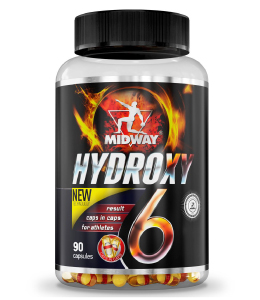 MIDWAY
HYDROXY
6
NEW
result
caps in caps
for athletes
90
capsules